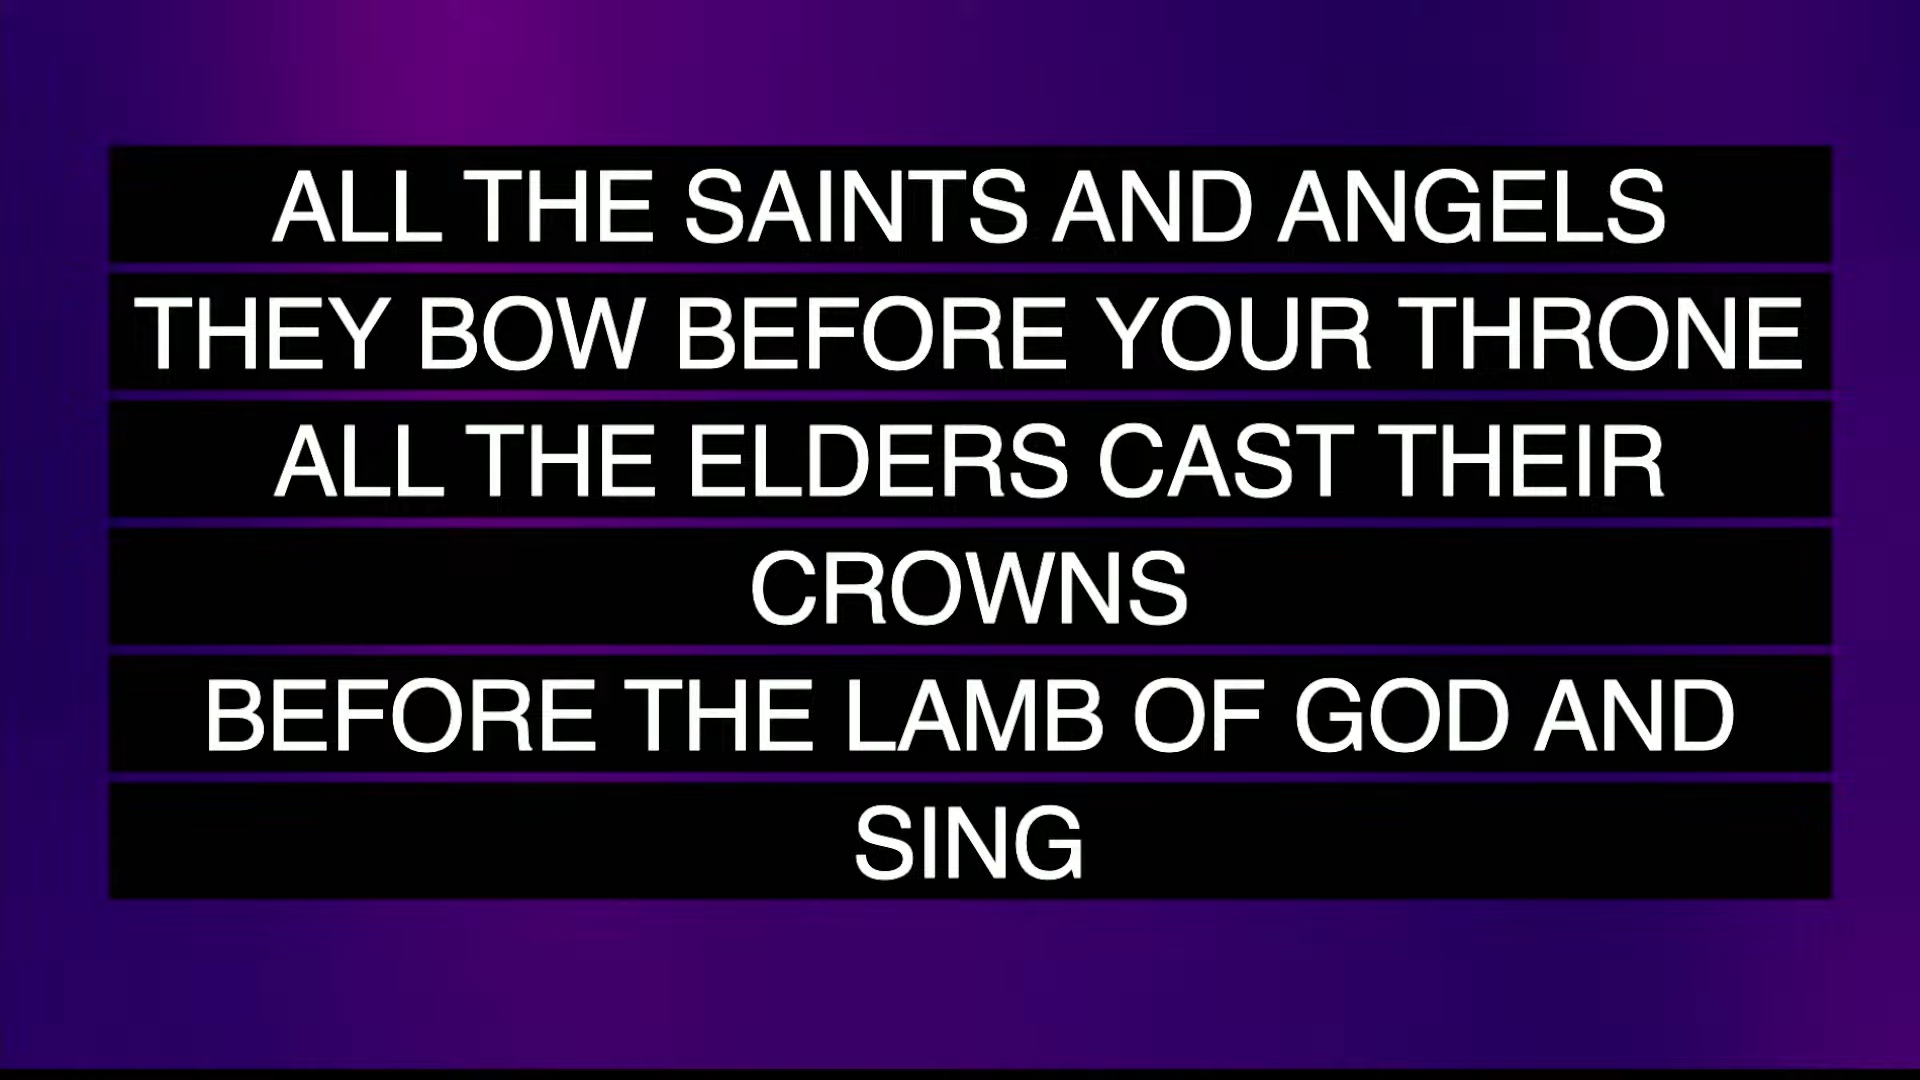 ALL THE SAINTS AND ANGELS
THEY BOW BEFORE YOUR THRONE
ALL THE ELDERS CAST THEIR
CROWNS
BEFORE THE LAMB OF GOD AND
SING